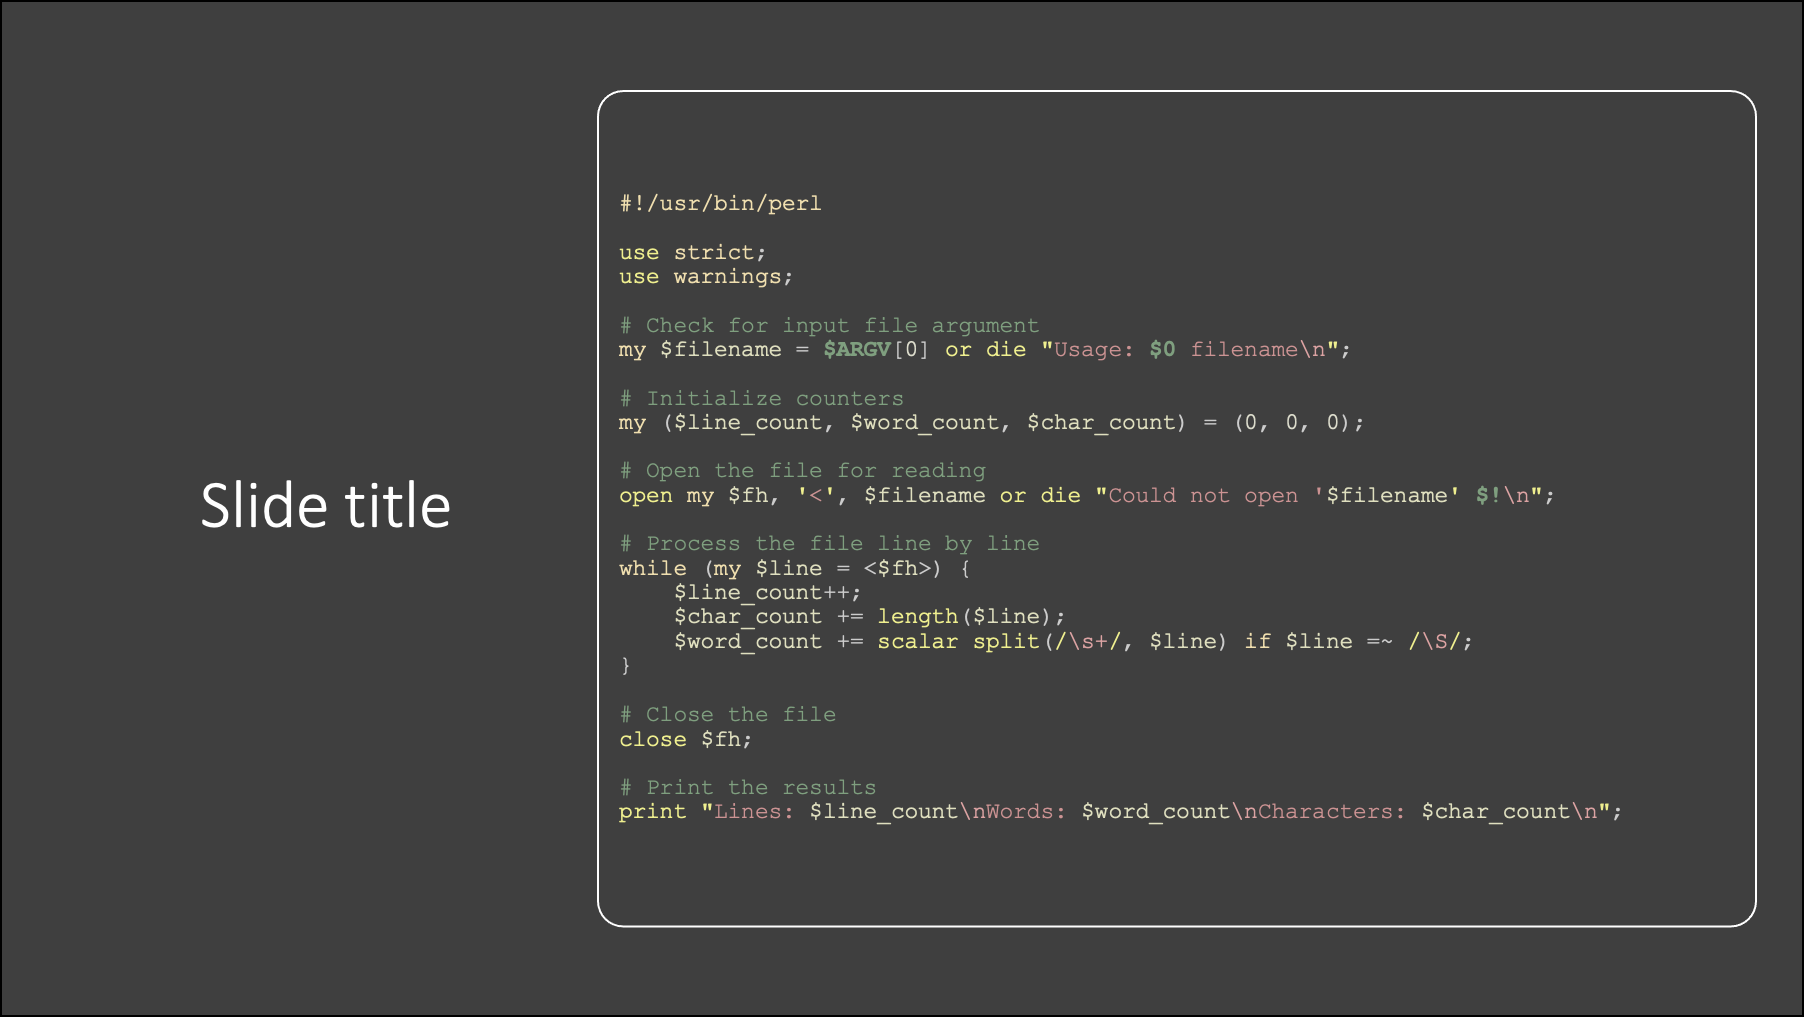 Slide title
#!/usr/bin/perl
use strict;
use warnings;
# Check for input file argument
my $filename = $ARGV[0] or die "Usage: $0 filename\n";
# Initialize counters
my ($line_count, $word_count, $char_count) = (0, 0, 0);
# Open the file for reading
open my $fh, '<', $filename or die "Could not open '$filename' $!\n";
# Process the file line by line
while (my $line = <$fh>) {
    $line_count++;
    $char_count += length($line);
    $word_count += scalar split(/\s+/, $line) if $line =~ /\S/;
}
# Close the file
close $fh;
# Print the results
print "Lines: $line_count\nWords: $word_count\nCharacters: $char_count\n";